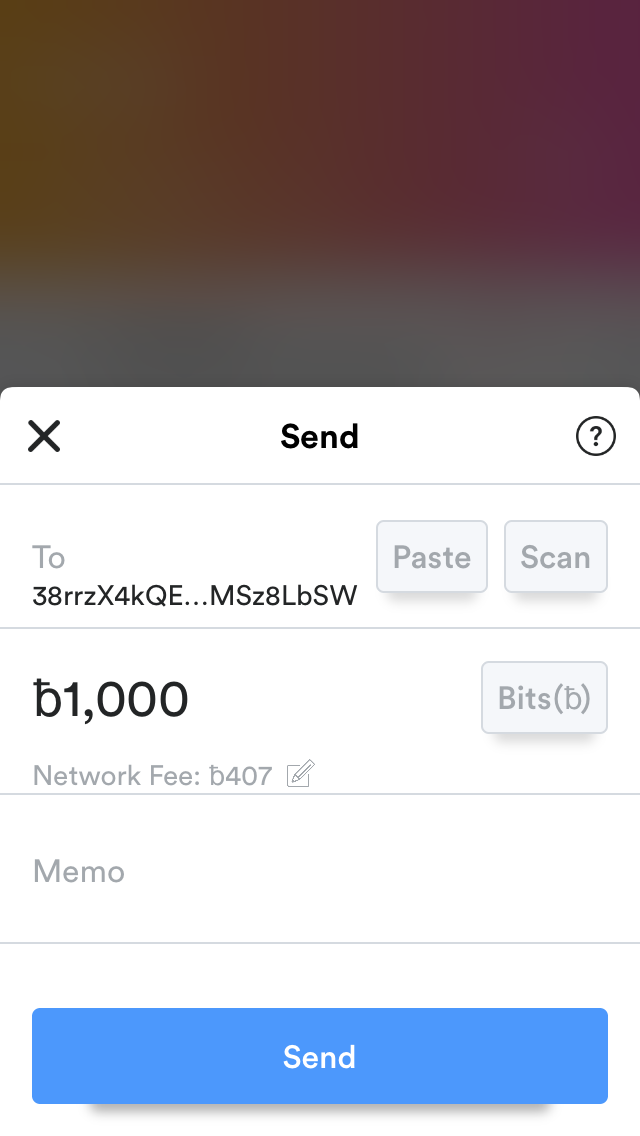 Send
?
To
Paste
Scan
38rrzX4kQE...MSz8LbSW
ƀ1,000
Bits(ƀ)
Network Fee: ƀ407
Memo
Send